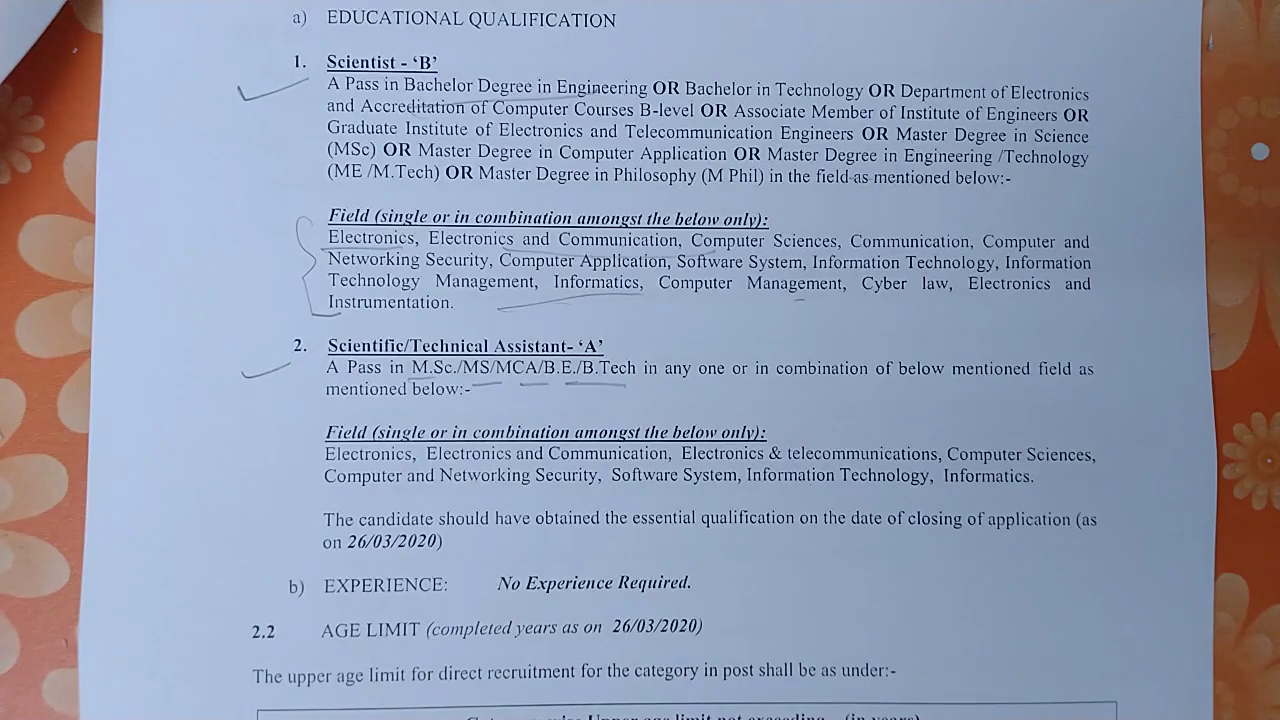 a) EDUCATIONAL QUALIFICATION
1. Scientist - ‘B’
A Pass in Bachelor Degree in Engineering OR Bachelor in Technology OR Department of Electronics
and Accreditation of Computer Courses B-level OR Associate Member of Institute of Engineers OR
Graduate Institute of Electronics and Telecommunication Engineers OR Master Degree in Science
(MSc) OR Master Degree in Computer Application OR Master Degree in Engineering /Technology
(ME /M.Tech) OR Master Degree in Philosophy (M Phil) in the field as mentioned below:-
Field (single or in combination amongst the below only):
Electronics, Electronics and Communication, Computer Sciences, Communication, Computer and
Networking Security, Computer Application, Software System, Information Technology, Information
Technology Management, Informatics, Computer Management, Cyber law, Electronics and
Instrumentation.
2. Scientific/Technical Assistant- ‘A’
A Pass in M.Sc./MS/MCA/B.E./B.Tech in any one or in combination of below mentioned field as
mentioned below:-
Field (single or in combination amongst the below only):
Electronics, Electronics and Communication, Electronics & telecommunications, Computer Sciences,
Computer and Networking Security, Software System, Information Technology, Informatics.
The candidate should have obtained the essential qualification on the date of closing of application (as
on 26/03/2020)
b) EXPERIENCE: No Experience Required.
2.2 AGE LIMIT (completed years as on 26/03/2020)
The upper age limit for direct recruitment for the category in post shall be as under:-
Upper age limit not exceeding (in years)